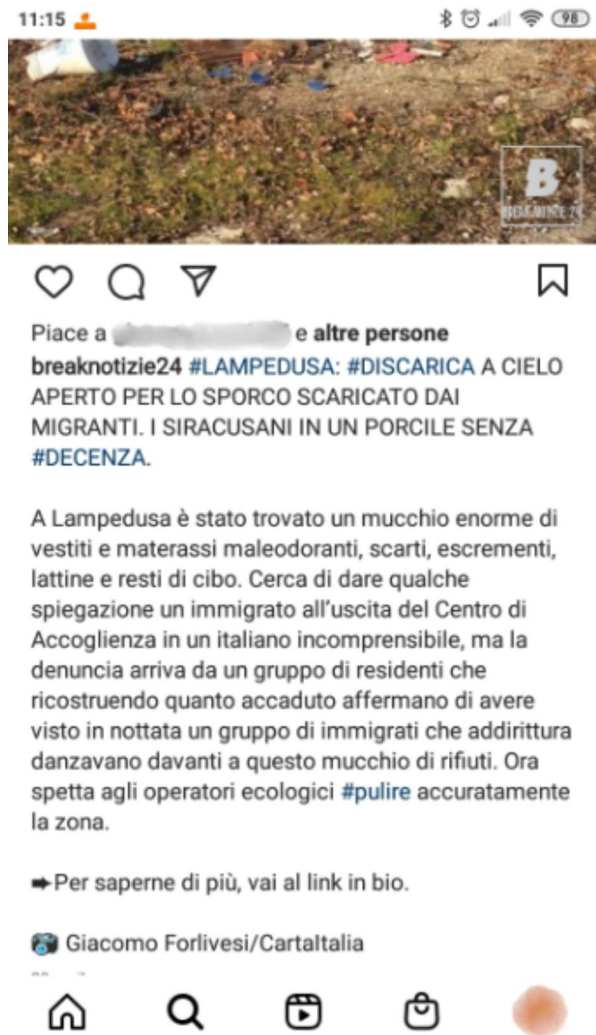 11:15
98
B
BREAK NOTIZIE 24
Piace a e altre persone
breaknotizie24 #LAMPEDUSA: #DISCARICA A CIELO
APERTO PER LO SPORCO SCARICATO DAI
MIGRANTI. I SIRACUSANI IN UN PORCILE SENZA
#DECENZA.
A Lampedusa è stato trovato un mucchio enorme di
vestiti e materassi maleodoranti, scarti, escrementi,
lattine e resti di cibo. Cerca di dare qualche
spiegazione un immigrato all'uscita del Centro di
Accoglienza in un italiano incomprensibile, ma la
denuncia arriva da un gruppo di residenti che
ricostruendo quanto accaduto affermano di avere
visto in nottata un gruppo di immigrati che addirittura
danzavano davanti a questo mucchio di rifiuti. Ora
spetta agli operatori ecologici #pulire accuratamente
la zona.
➡Per saperne di più, vai al link in bio.
📸 Giacomo Forlivesi/CartaItalia